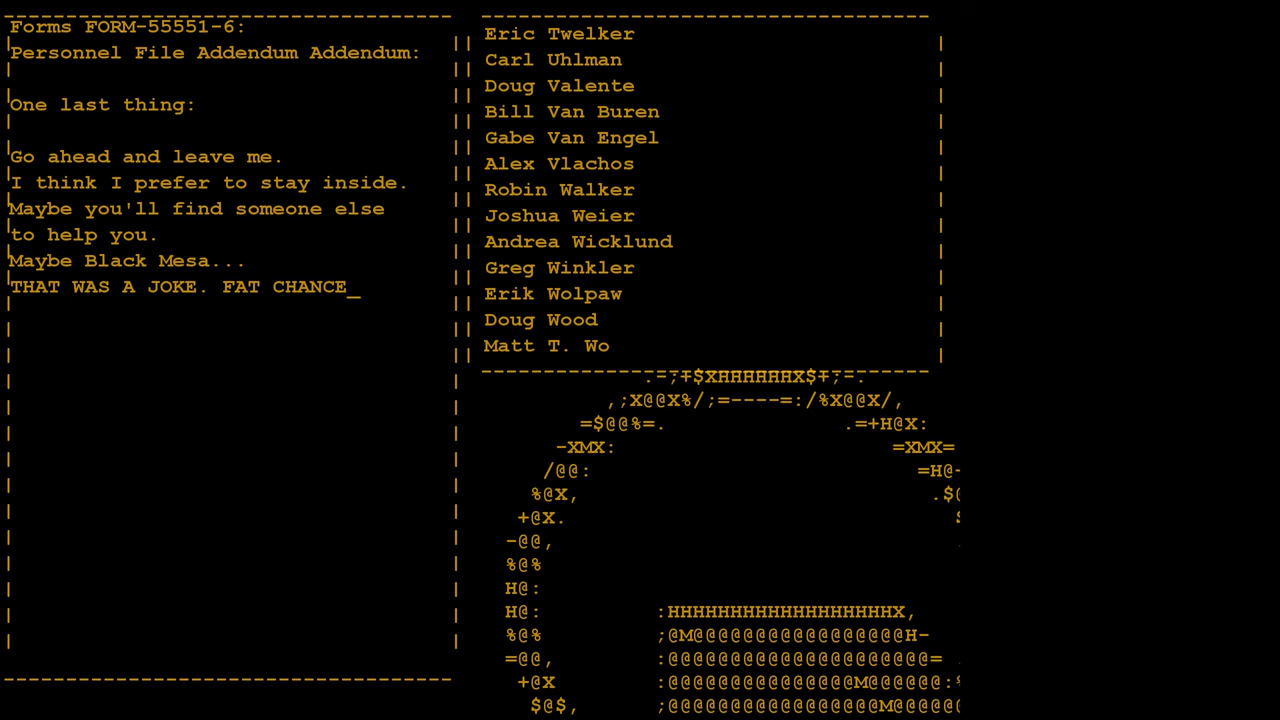 Forms FORM-55551-6:
Personnel File Addendum Addendum:
One last thing:
Go ahead and leave me.
I think I prefer to stay inside.
Maybe you'll find someone else
to help you.
Maybe Black Mesa...
THAT WAS A JOKE. FAT CHANCE_
Eric Twelker
Carl Uhlman
Doug Valente
Bill Van Buren
Gabe Van Engel
Alex Vlachos
Robin Walker
Joshua Weier
Andrea Wicklund
Greg Winkler
Erik Wolpaw
Doug Wood
Matt T. Wo